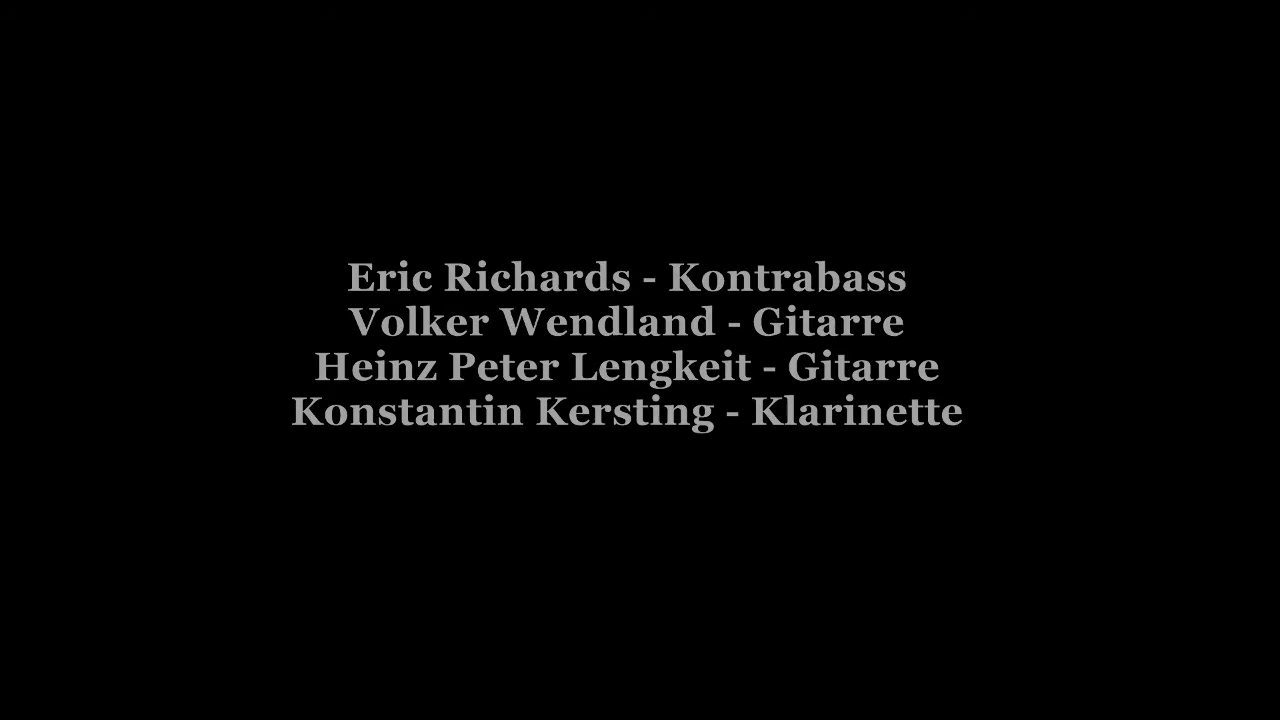 Eric Richards - Kontrabass
Volker Wendland - Gitarre
Heinz Peter Lengkeit - Gitarre
Konstantin Kersting - Klarinette